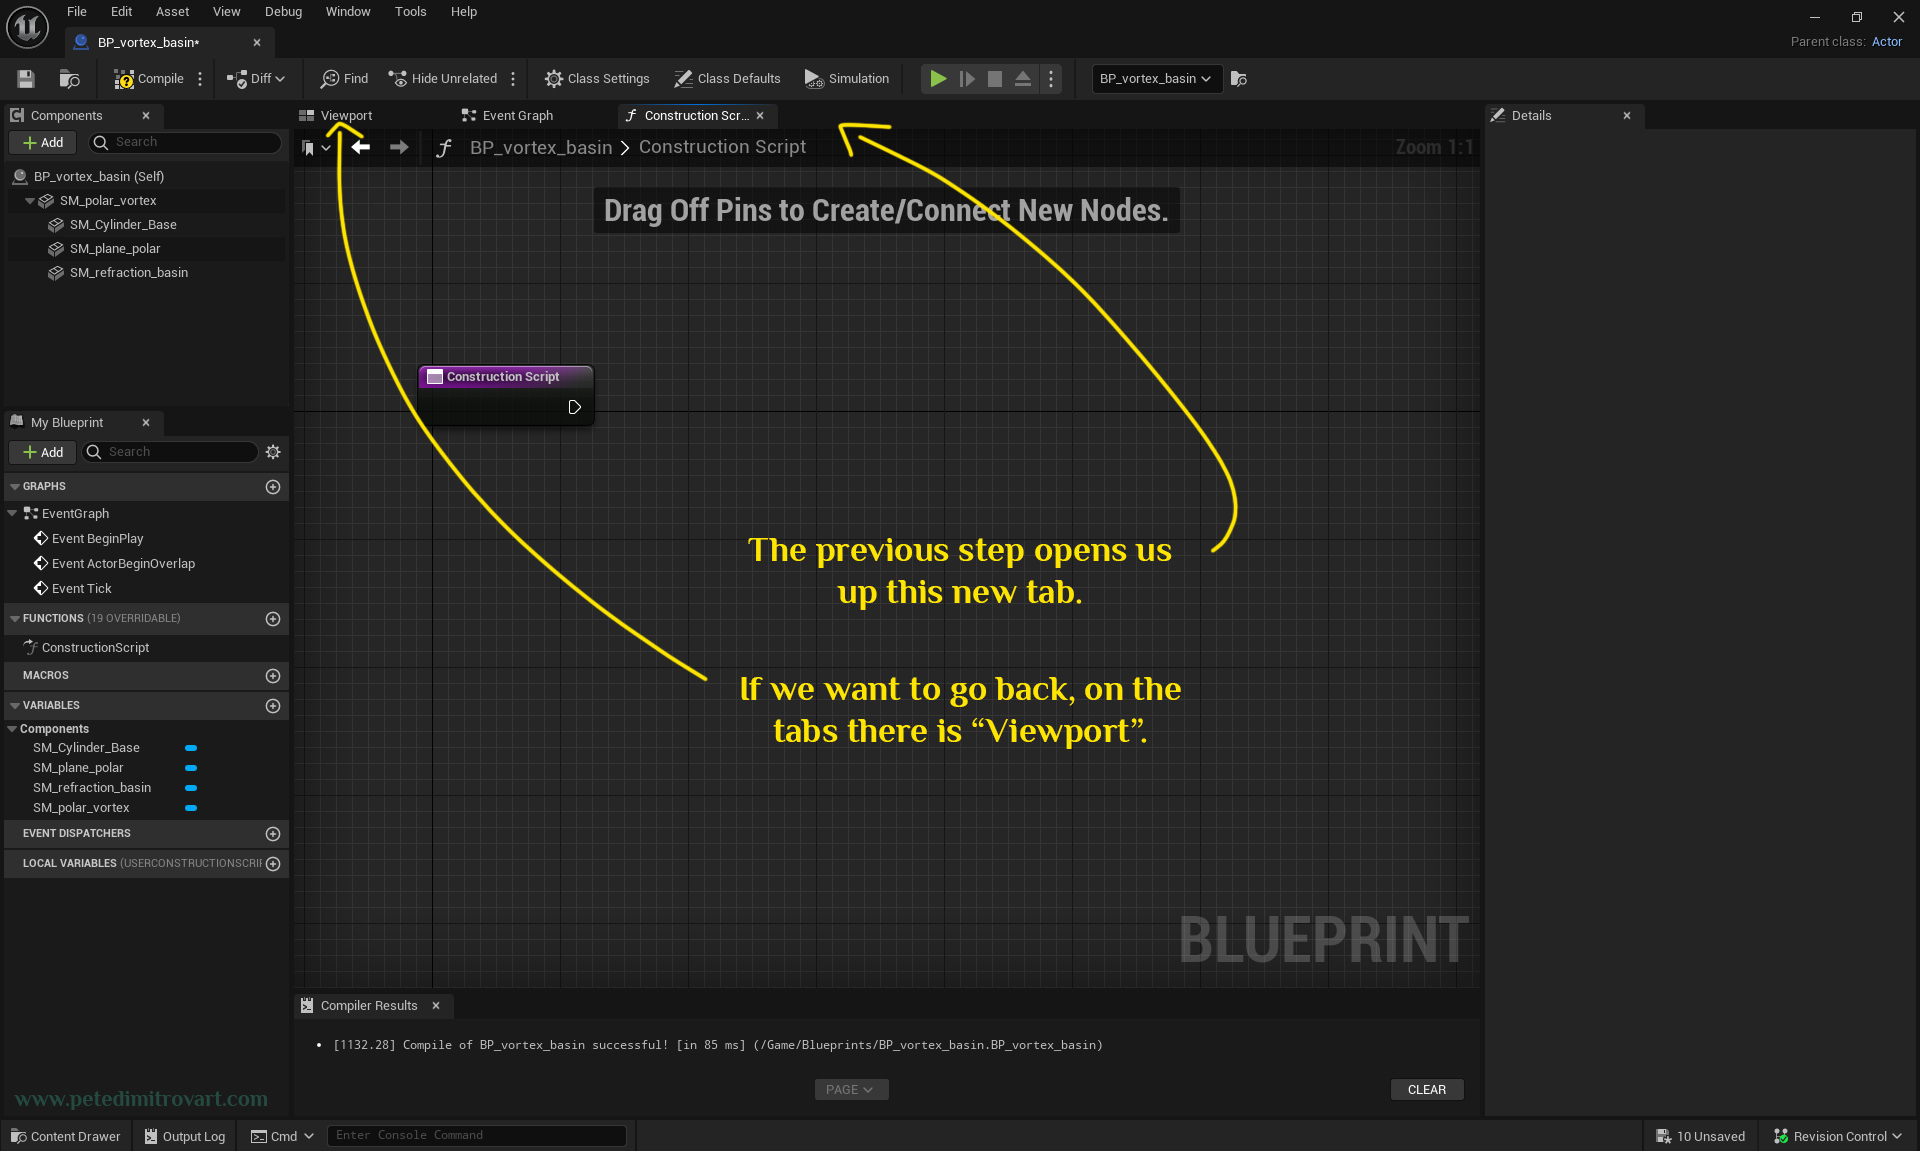 File Edit Asset View Debug Window Tools Help
BP_vortex_basin*
Parent class: Actor
Compile Diff Find Hide Unrelated Class Settings Class Defaults Simulation BP_vortex_basin
Components
Viewport Event Graph Construction Scr...
Details
Add Search
BP_vortex_basin > Construction Script Zoom 1:1
BP_vortex_basin (Self)
SM_polar_vortex
SM_Cylinder_Base
SM_plane_polar
SM_refraction_basin
Drag Off Pins to Create/Connect New Nodes.
Construction Script
My Blueprint
Add Search
GRAPHS
EventGraph
Event BeginPlay
Event ActorBeginOverlap
Event Tick
FUNCTIONS (19 OVERRIDABLE)
ConstructionScript
MACROS
VARIABLES
Components
SM_Cylinder_Base
SM_plane_polar
SM_refraction_basin
SM_polar_vortex
EVENT DISPATCHERS
LOCAL VARIABLES (USERCONSTRUCTIONSCRI
The previous step opens us
up this new tab.
If we want to go back, on the
tabs there is “Viewport”.
BLUEPRINT
Compiler Results
[1132.28] Compile of BP_vortex_basin successful! [in 85 ms] (/Game/Blueprints/BP_vortex_basin.BP_vortex_basin)
PAGE CLEAR
www.petedimitrovart.com
Content Drawer Output Log Cmd Enter Console Command 10 Unsaved Revision Control